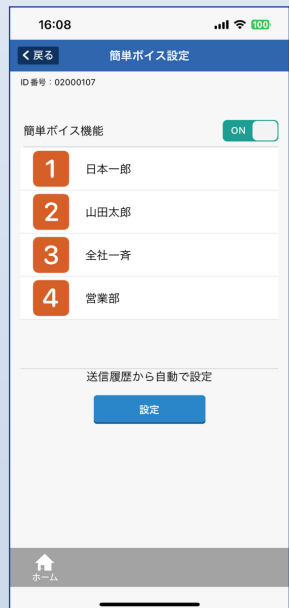 16:08 100
戻る 簡単ボイス設定
ID番号：02000107
簡単ボイス機能 ON
1 日本一郎
2 山田太郎
3 全社一斉
4 営業部
送信履歴から自動で設定
設定
ホーム